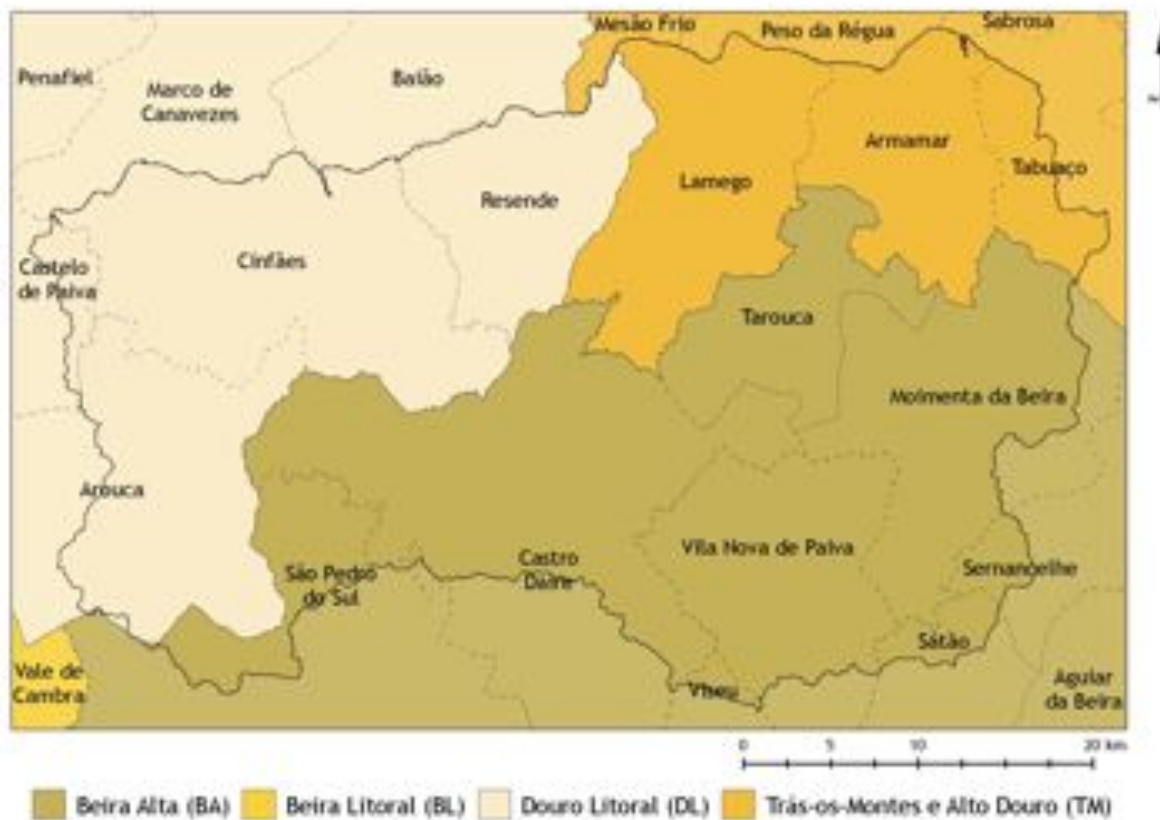 Mesão Frio
Peso da Régua
Sabrosa
Penafiel
Marco de
Canavezes
Baião
Armamar
Tabuaço
Lamego
Resende
Cinfães
Castelo
de Paiva
Tarouca
Moimenta da Beira
Arouca
Vila Nova de Paiva
Castro
Daire
São Pedro
do Sul
Sernancelhe
Sátão
Vale de
Cambra
Viseu
Aguiar
da Beira
0 5 10 20 km
Beira Alta (BA) Beira Litoral (BL) Douro Litoral (DL) Trás-os-Montes e Alto Douro (TM)